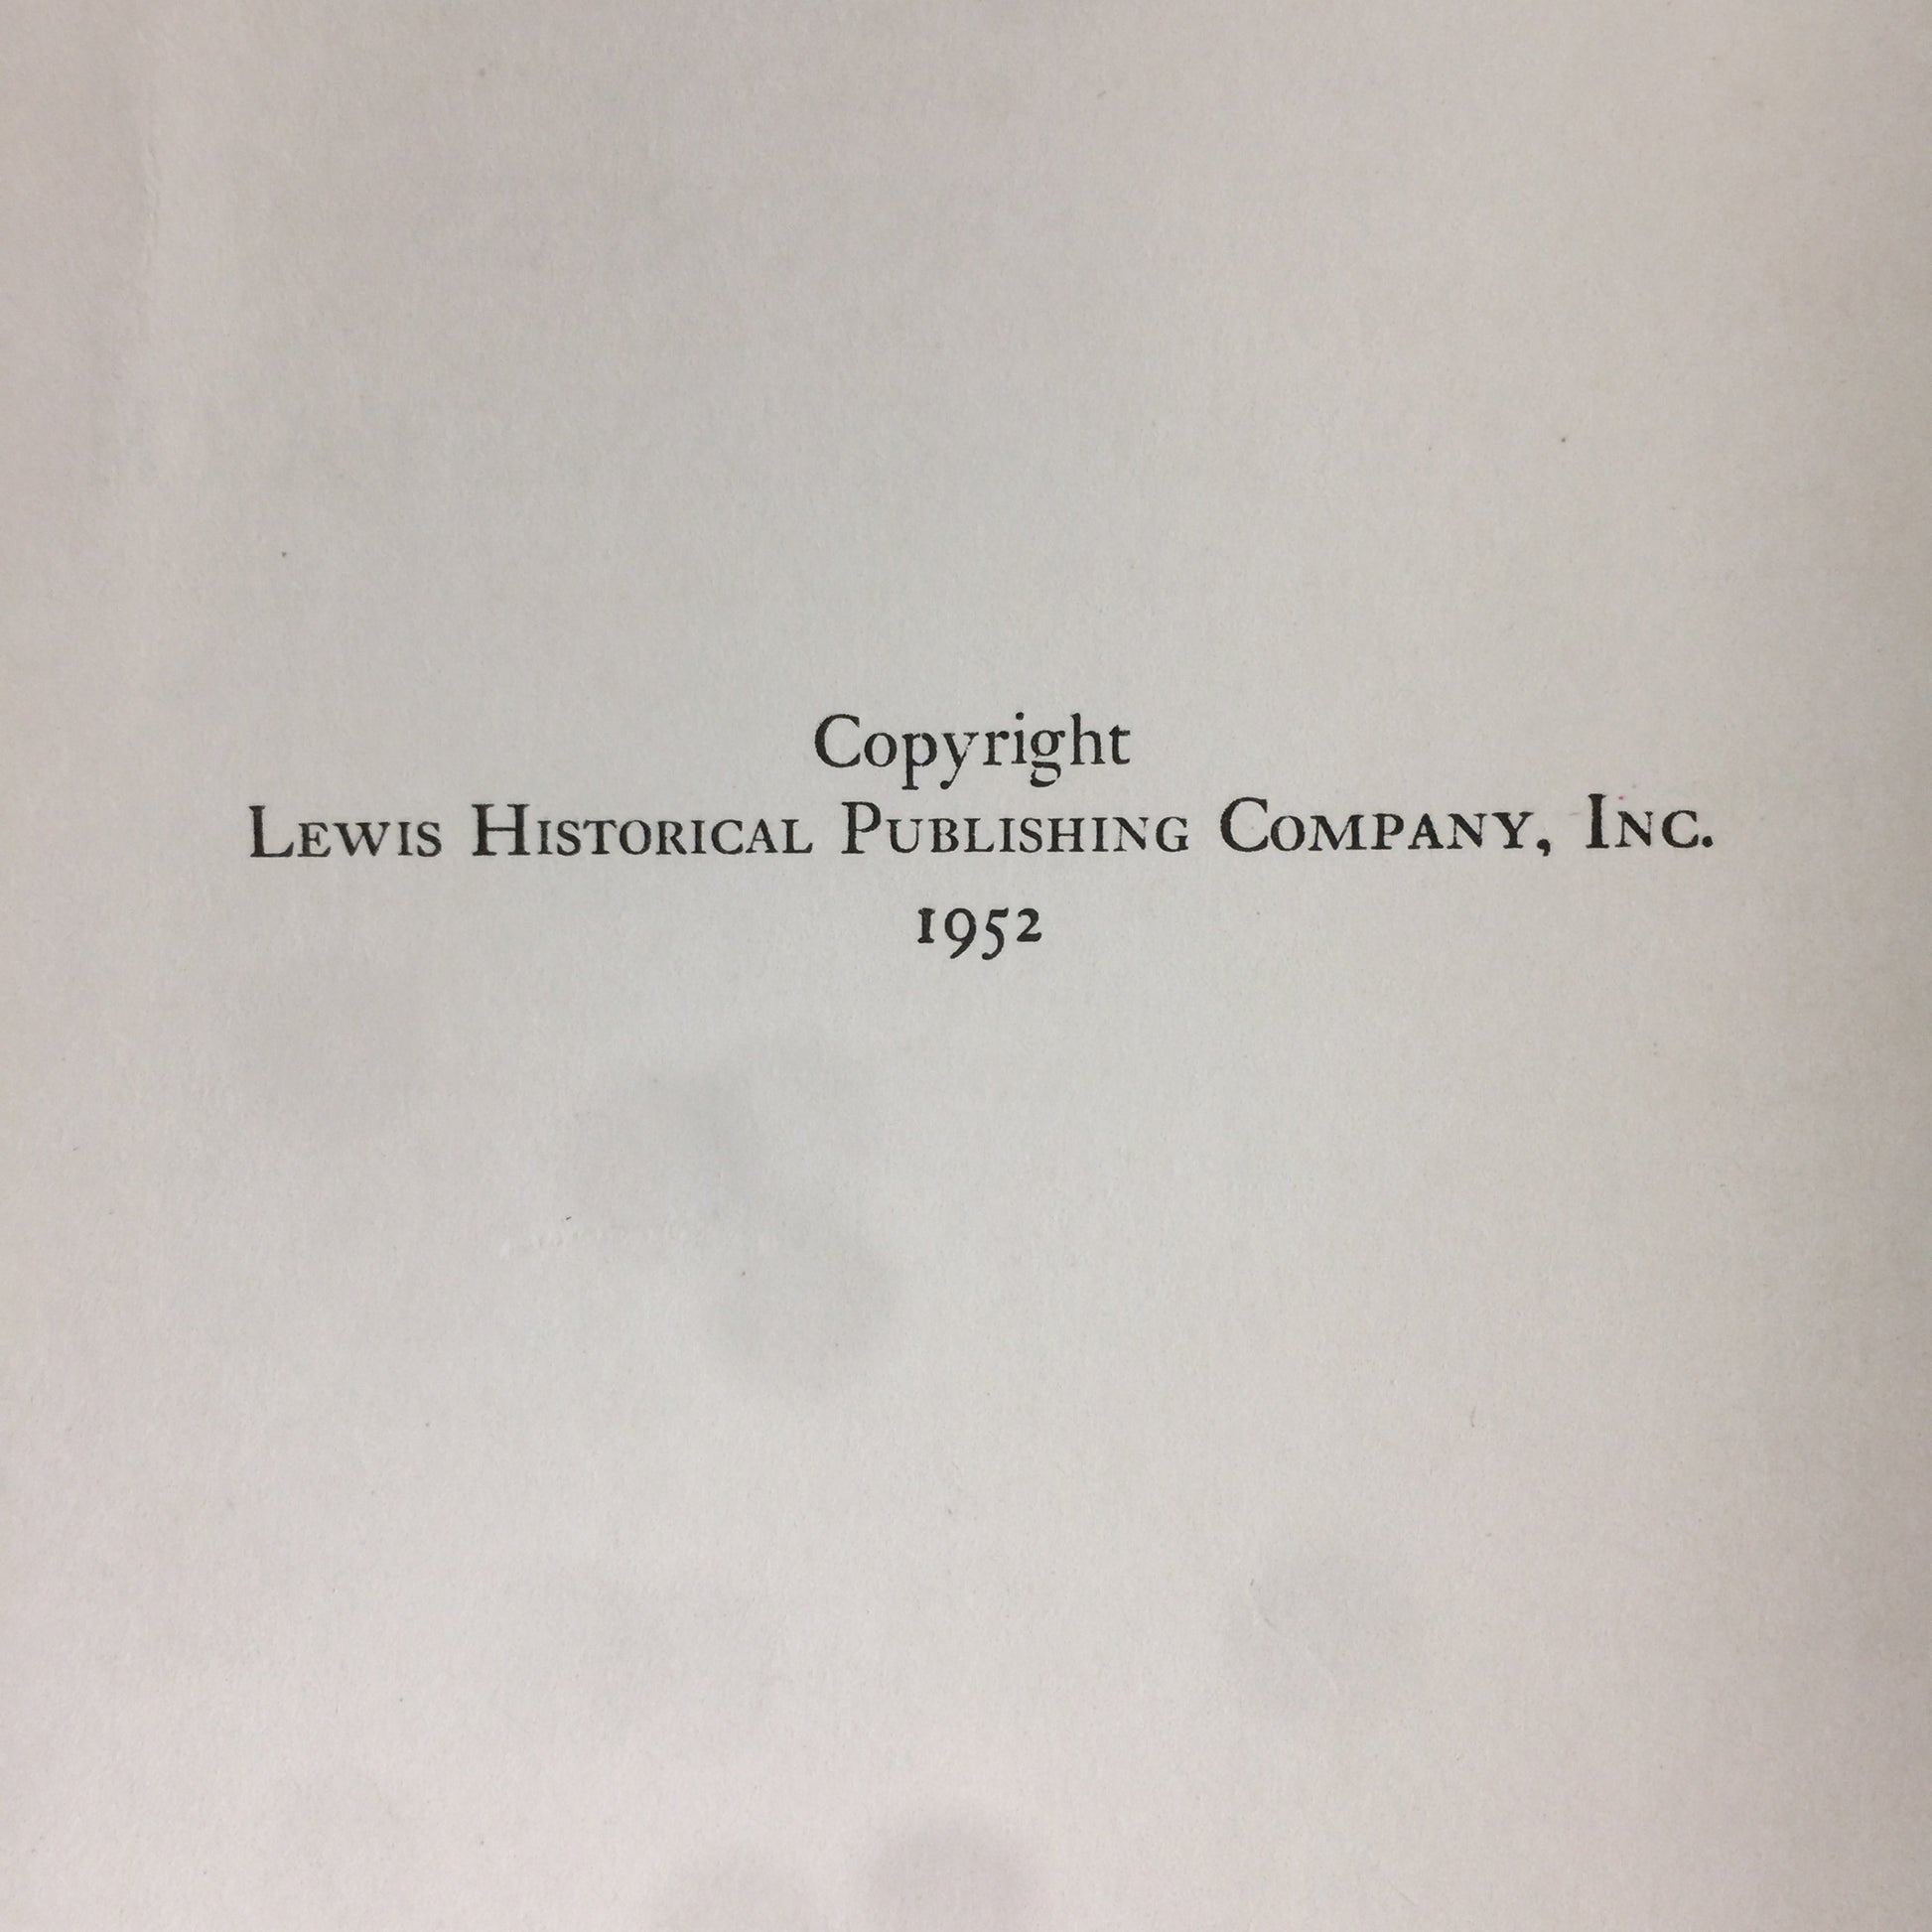 Copyright
Lewis Historical Publishing Company, Inc.
1952